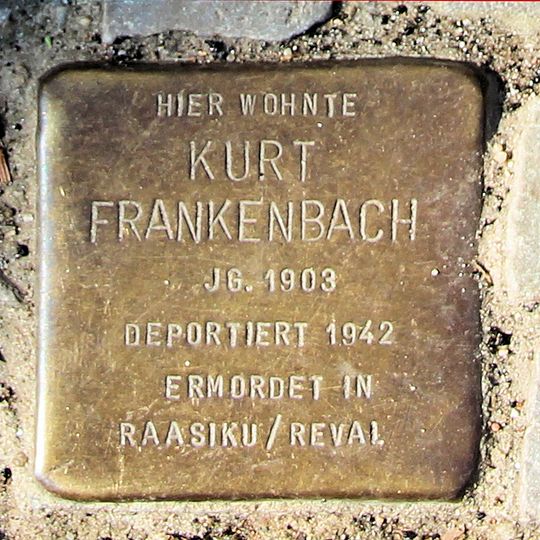 HIER WOHNTE
KURT
FRANKENBACH
JG. 1903
DEPORTIERT 1942
ERMORDET IN
RAASIKU/REVAL